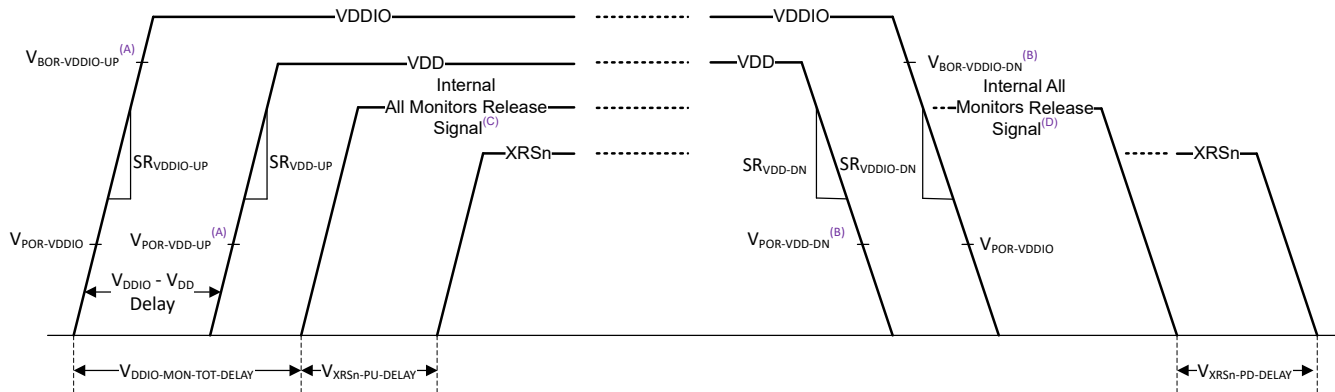 VDDIO
VDDIO
VBOR-VDDIO-UP(A)
VDD
VDD
VBOR-VDDIO-DN(B)
Internal
All Monitors Release
Signal(C)
Internal All
Monitors Release
Signal(D)
XRSn
XRSn
SRVDDIO-UP
SRVDD-UP
SRVDD-DN
SRVDDIO-DN
VPOR-VDDIO
VPOR-VDD-UP(A)
VPOR-VDD-DN(B)
VPOR-VDDIO
VDDIO - VDD
Delay
VDDIO-MON-TOT-DELAY
VXRSn-PU-DELAY
VXRSn-PD-DELAY